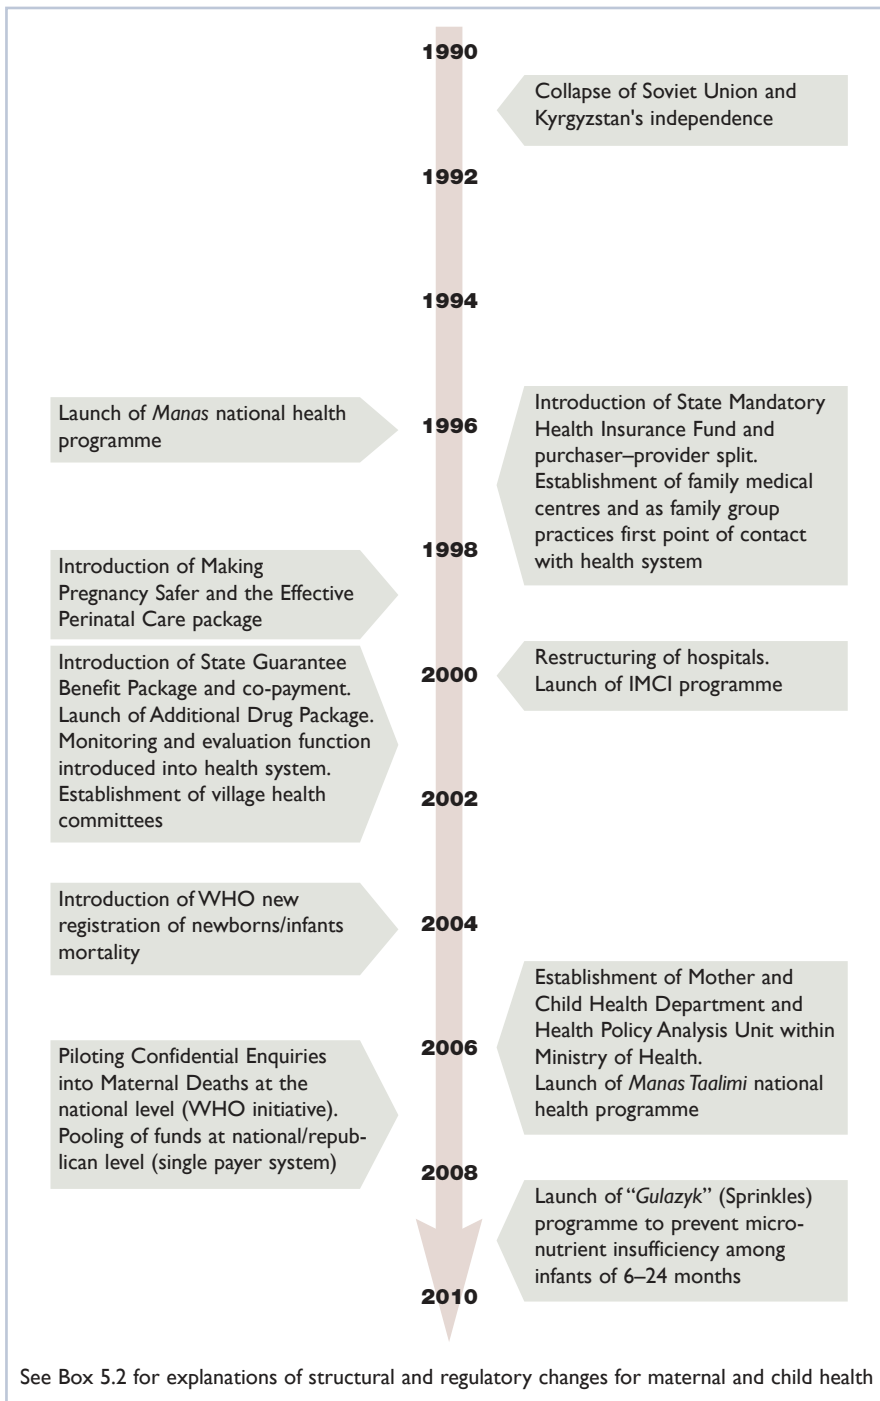 1990
Collapse of Soviet Union and
Kyrgyzstan's independence
1992
1994
Launch of Manas national health
programme
1996
Introduction of State Mandatory
Health Insurance Fund and
purchaser–provider split.
Establishment of family medical
centres and as family group
practices first point of contact
with health system
1998
Introduction of Making
Pregnancy Safer and the Effective
Perinatal Care package
Introduction of State Guarantee
Benefit Package and co-payment.
Launch of Additional Drug Package.
Monitoring and evaluation function
introduced into health system.
Establishment of village health
committees
2000
Restructuring of hospitals.
Launch of IMCI programme
2002
Introduction of WHO new
registration of newborns/infants
mortality
2004
Establishment of Mother and
Child Health Department and
Health Policy Analysis Unit within
Ministry of Health.
Launch of Manas Taalimi national
health programme
2006
Piloting Confidential Enquiries
into Maternal Deaths at the
national level (WHO initiative).
Pooling of funds at national/repub-
lican level (single payer system)
2008
Launch of “Gulazyk” (Sprinkles)
programme to prevent micro-
nutrient insufficiency among
infants of 6–24 months
2010
See Box 5.2 for explanations of structural and regulatory changes for maternal and child health